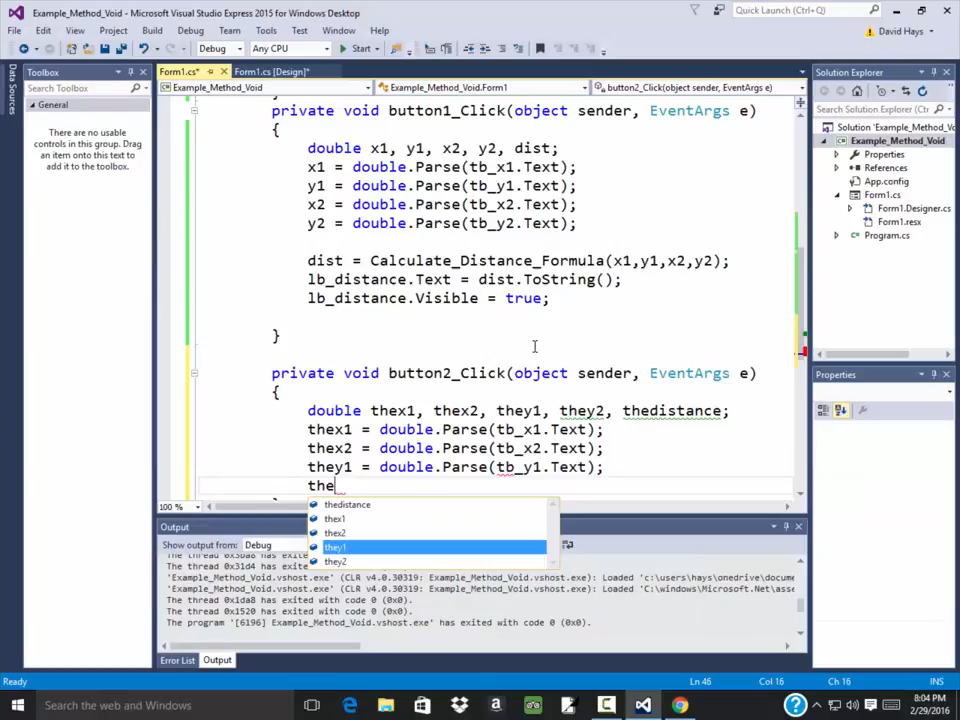 Example_Method_Void - Microsoft Visual Studio Express 2015 for Windows Desktop
Quick Launch (Ctrl+Q)
File Edit View Project Build Debug Team Tools Test Window Help
David Hays
Debug Any CPU Start
Data Sources
Toolbox
Search Toolbox
General
There are no usable
controls in this group. Drag
an item onto this text to
add it to the toolbox.
Form1.cs* Form1.cs [Design]*
Example_Method_Void Example_Method_Void.Form1 button2_Click(object sender, EventArgs e)
private void button1_Click(object sender, EventArgs e)
{
double x1, y1, x2, y2, dist;
x1 = double.Parse(tb_x1.Text);
y1 = double.Parse(tb_y1.Text);
x2 = double.Parse(tb_x2.Text);
y2 = double.Parse(tb_y2.Text);
dist = Calculate_Distance_Formula(x1,y1,x2,y2);
lb_distance.Text = dist.ToString();
lb_distance.Visible = true;
}
private void button2_Click(object sender, EventArgs e)
{
double thex1, thex2, they1, they2, thedistance;
thex1 = double.Parse(tb_x1.Text);
thex2 = double.Parse(tb_x2.Text);
they1 = double.Parse(tb_y1.Text);
the
thedistance
thex1
thex2
they1
they2
100 %
Output
Show output from: Debug
The thread 0x31d4 has exited with code 0 (0x0).
'Example_Method_Void.vshost.exe' (CLR v4.0.30319: Example_Method_Void.vshost.exe): Loaded 'c:\users\hays\onedrive\docume
'Example_Method_Void.vshost.exe' (CLR v4.0.30319: Example_Method_Void.vshost.exe): Loaded 'C:\windows\Microsoft.Net\asse
The thread 0x1da8 has exited with code 0 (0x0).
The thread 0x1520 has exited with code 0 (0x0).
The program '[6196] Example_Method_Void.vshost.exe' has exited with code 0 (0x0).
Error List Output
Solution Explorer
Search Solution Explorer
Solution 'Example_Method_Vo
Example_Method_Void
Properties
References
App.config
Form1.cs
Form1.Designer.cs
Form1.resx
Program.cs
Properties
Ready Ln 46 Col 16 Ch 16 INS
Search the web and Windows
8:04 PM
2/29/2016